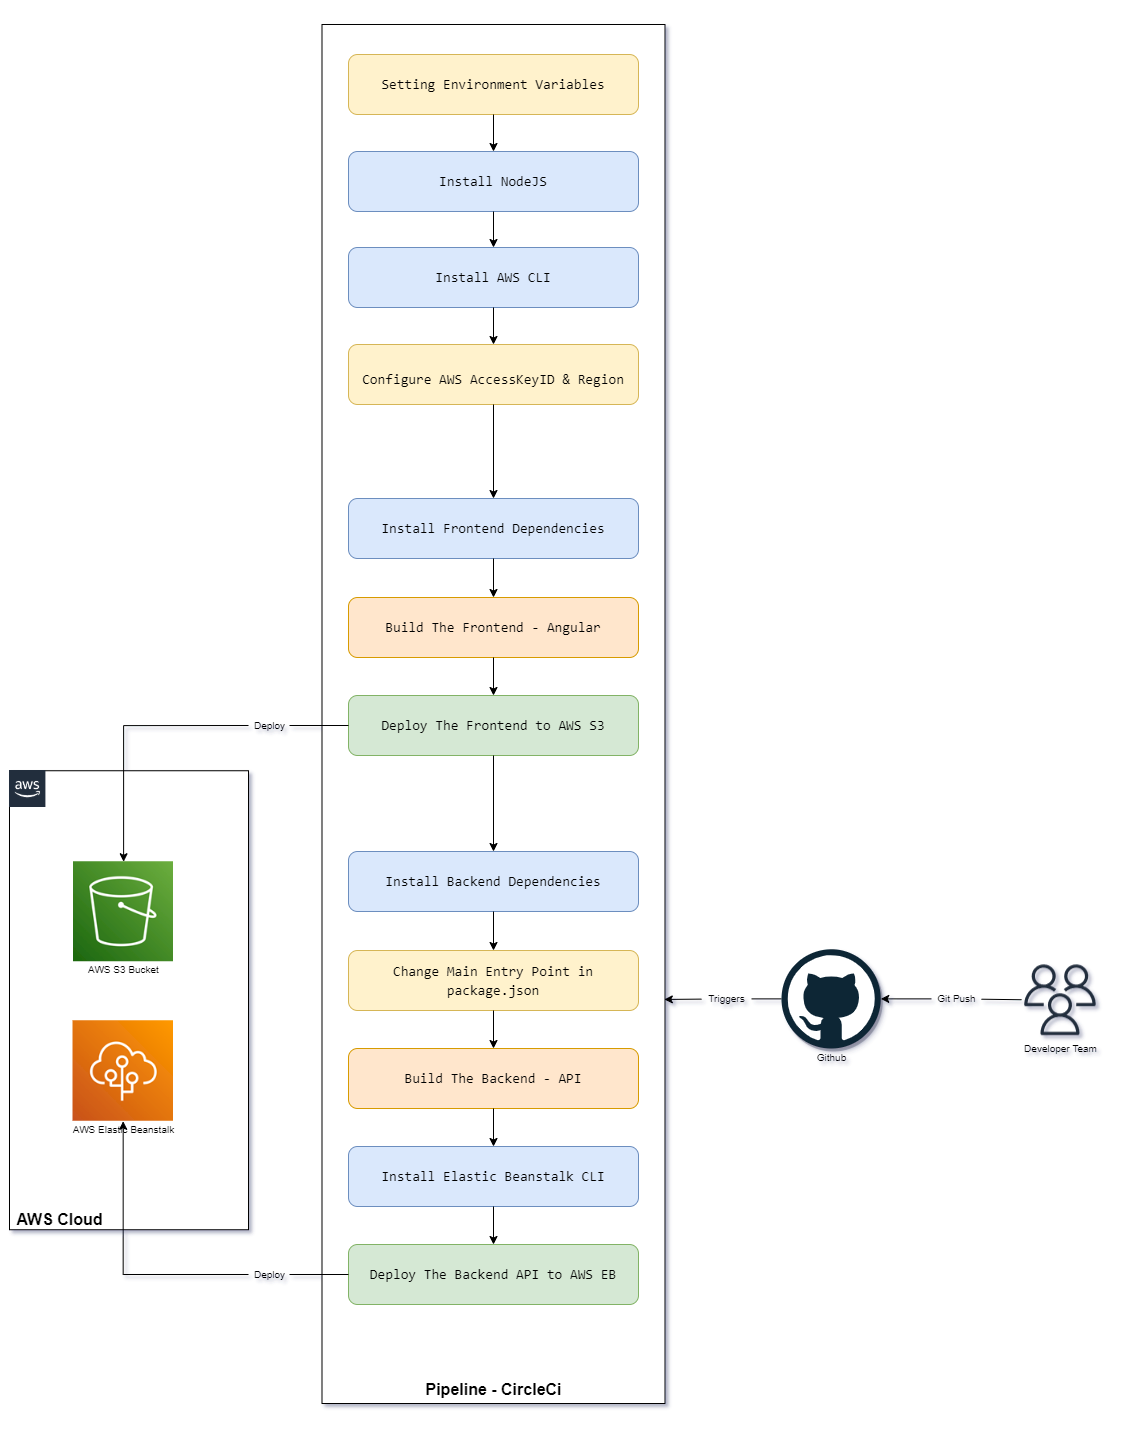 Setting Environment Variables
Install NodeJS
Install AWS CLI
Configure AWS AccessKeyID & Region
Install Frontend Dependencies
Build The Frontend - Angular
Deploy The Frontend to AWS S3
Deploy
aws
AWS S3 Bucket
AWS Elastic Beanstalk
AWS Cloud
Install Backend Dependencies
Change Main Entry Point in
package.json
Build The Backend - API
Install Elastic Beanstalk CLI
Deploy The Backend API to AWS EB
Deploy
Pipeline - CircleCi
Triggers
Github
Git Push
Developer Team